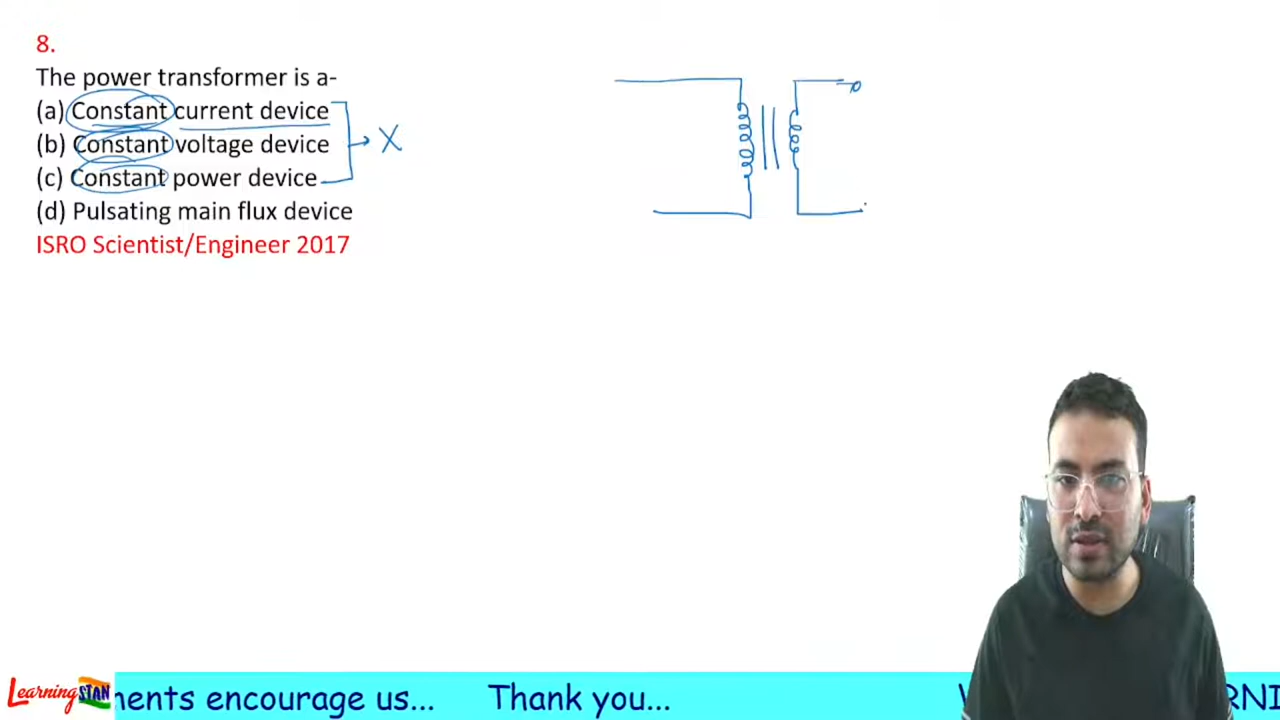 8.
The power transformer is a-
(a) Constant current device
(b) Constant voltage device
(c) Constant power device
X
(d) Pulsating main flux device
ISRO Scientist/Engineer 2017
Learning STAN
encourage us... Thank you...